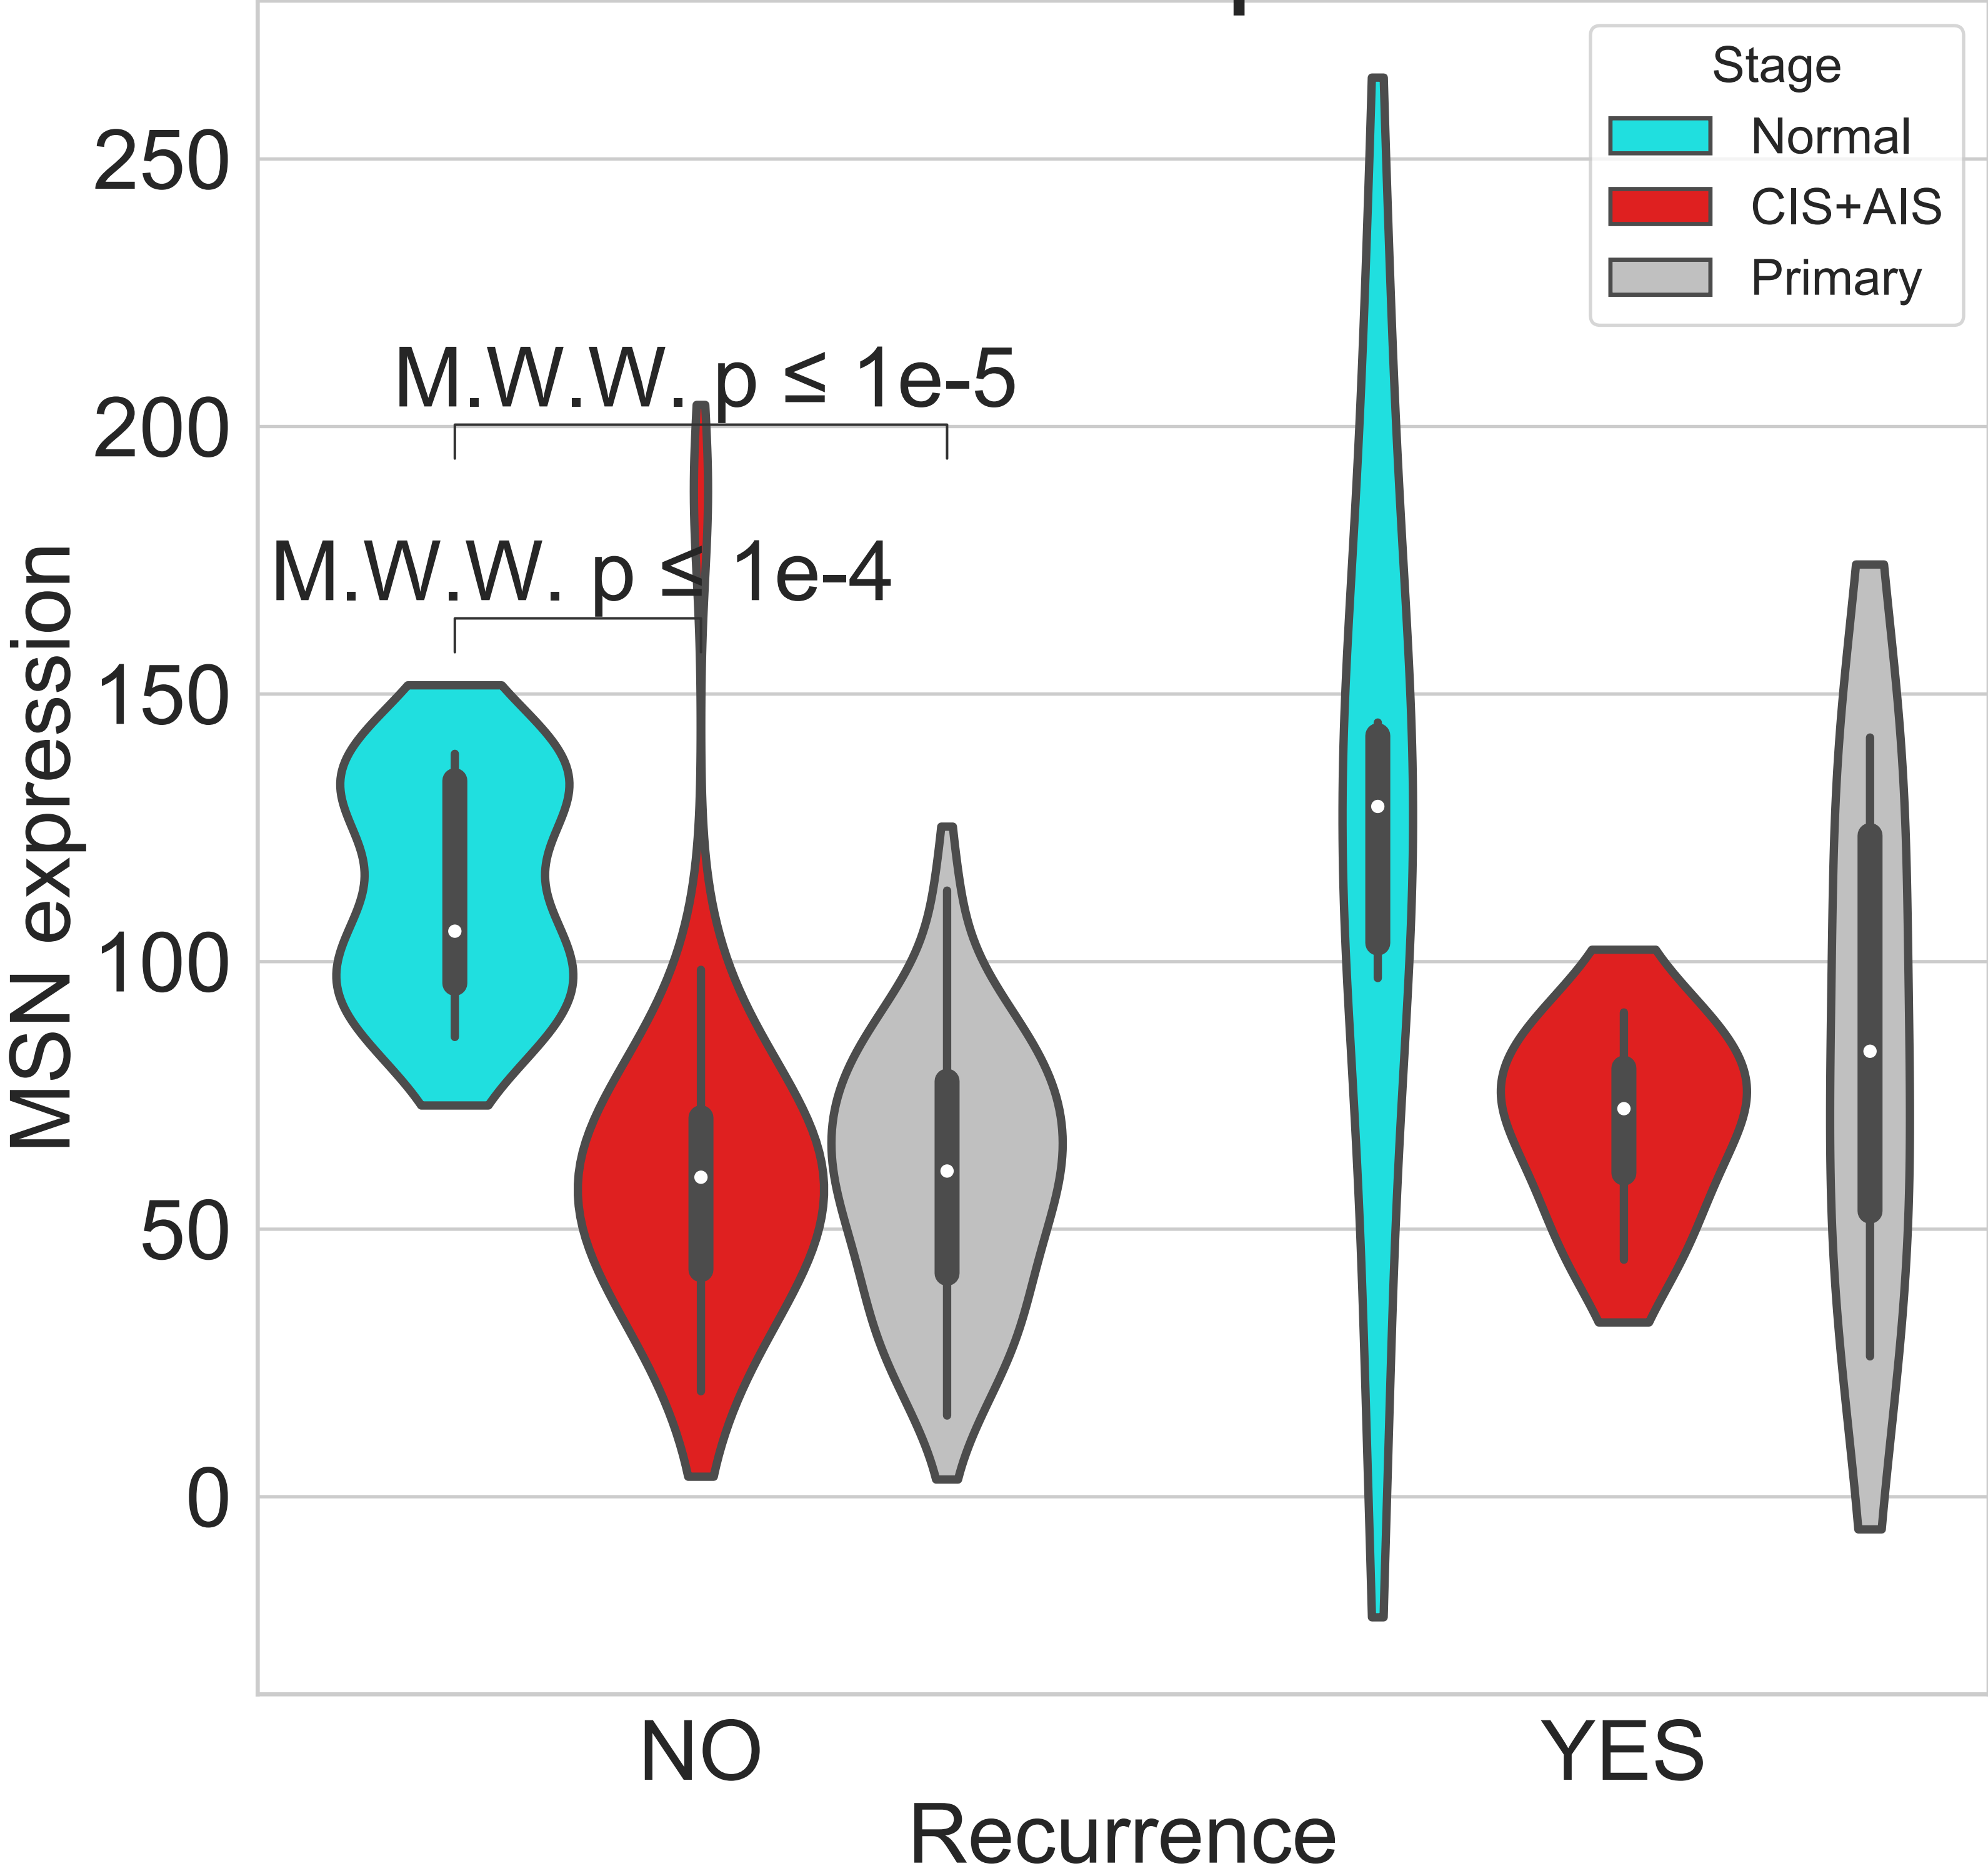 Stage
Normal
CIS+AIS
Primary
250
200
150
100
50
0
MSN expression
M.W.W. p ≤ 1e-5
M.W.W. p ≤ 1e-4
NO
YES
Recurrence